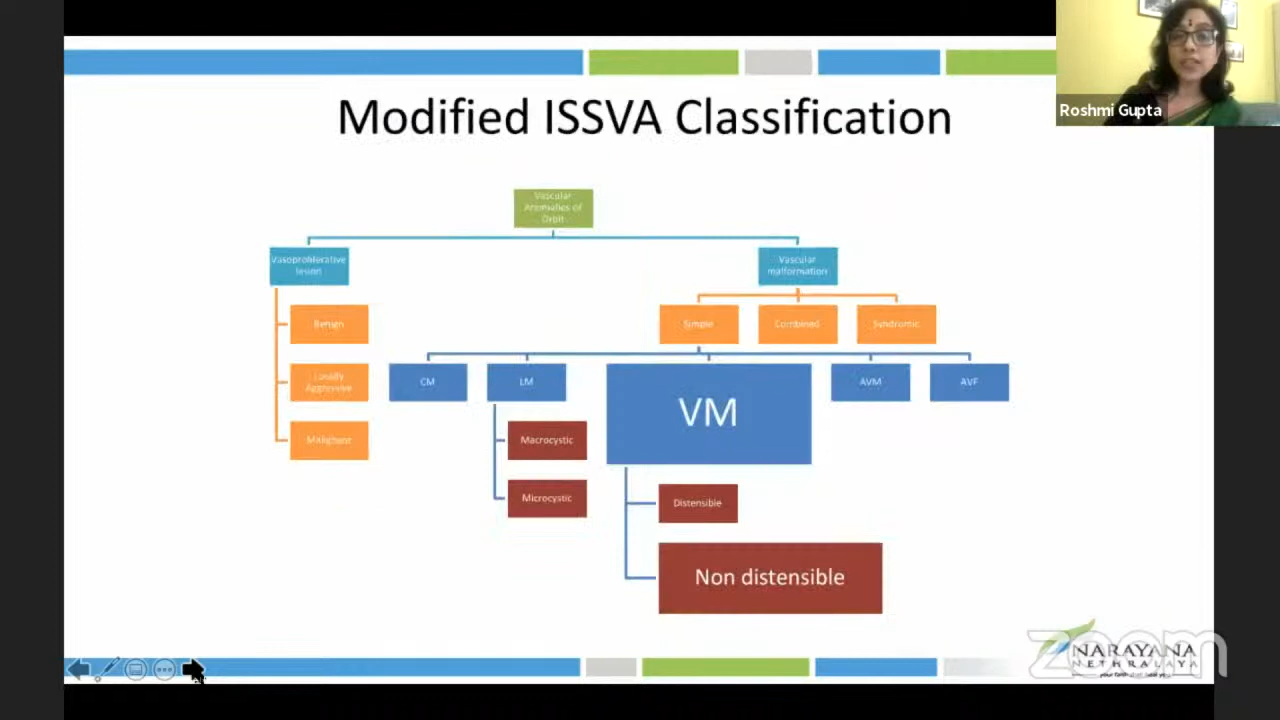 Roshmi Gupta
Modified ISSVA Classification
Vascular
Anomalies of
Orbit
Vasoproliferative
lesion
Vascular
malformation
Benign
Simple
Combined
Syndromic
Locally
Aggressive
CM
LM
VM
AVM
AVF
Malignant
Macrocystic
Microcystic
Distensible
Non distensible
zoom
NARAYANA
NETHRALAYA